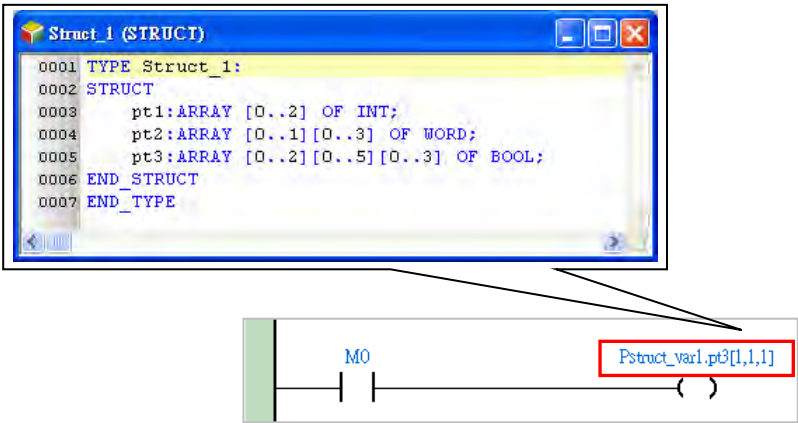 Struct_1 (STRUCT)
0001 TYPE Struct_1:
0002 STRUCT
0003 pt1:ARRAY [0..2] OF INT;
0004 pt2:ARRAY [0..1][0..3] OF WORD;
0005 pt3:ARRAY [0..2][0..5][0..3] OF BOOL;
0006 END_STRUCT
0007 END_TYPE
M0 Pstruct_var1.pt3[1,1,1]